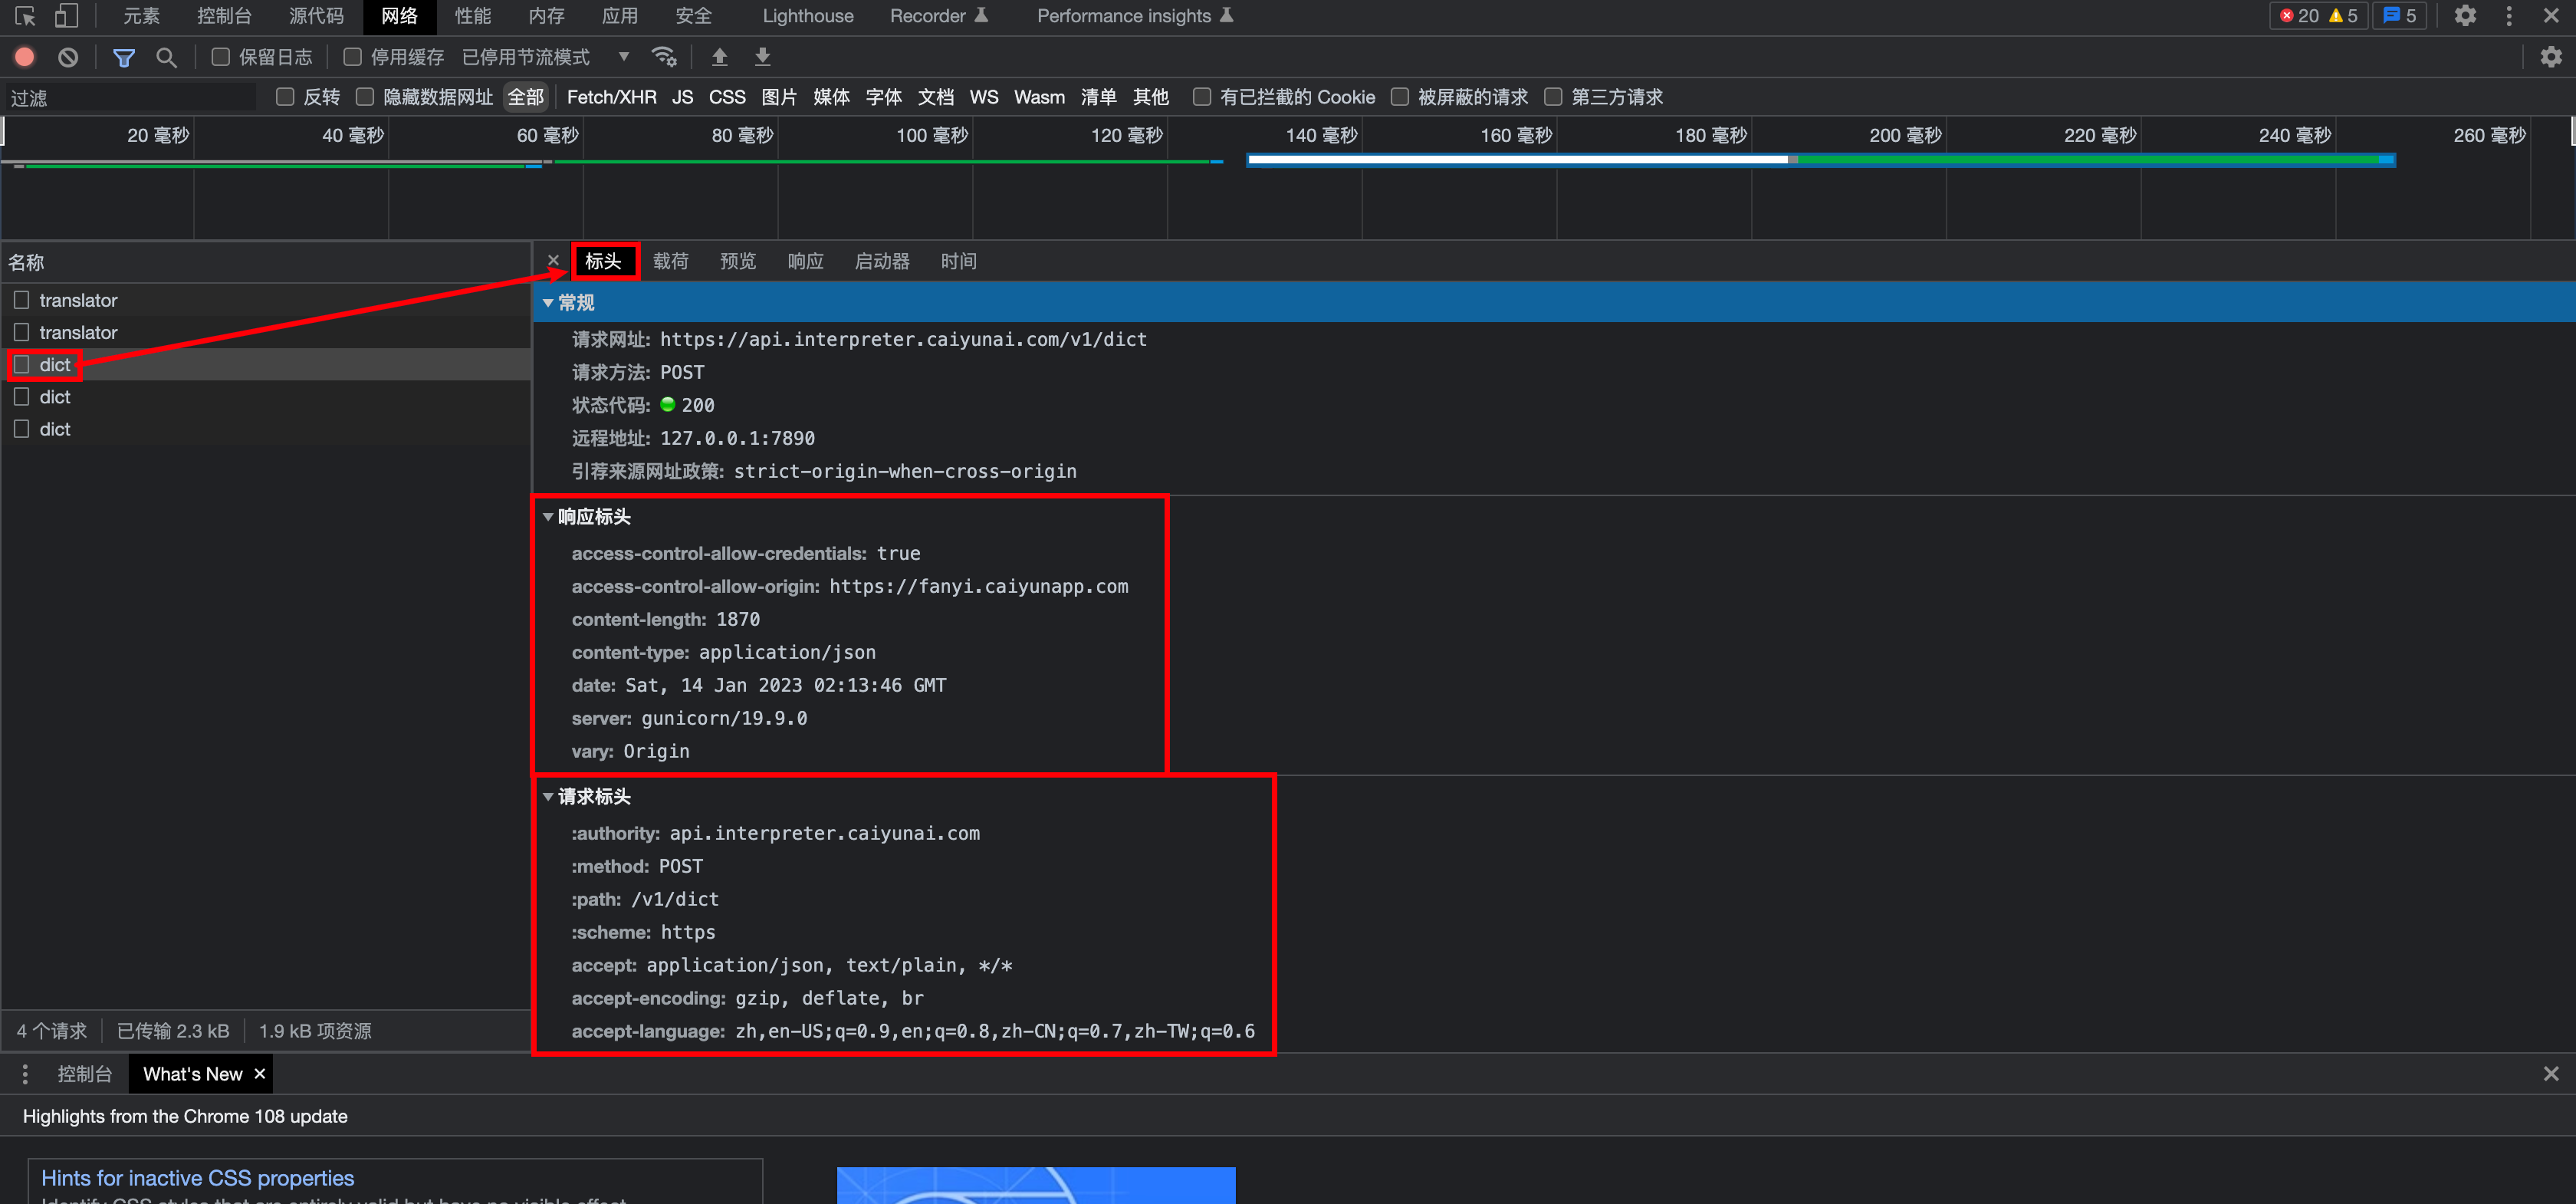 元素 控制台 源代码 网络 性能 内存 应用 安全 Lighthouse Recorder Performance insights 20 5 5
保留日志 停用缓存 已停用节流模式
过滤 反转 隐藏数据网址 全部 Fetch/XHR JS CSS 图片 媒体 字体 文档 WS Wasm 清单 其他 有已拦截的 Cookie 被屏蔽的请求 第三方请求
20 毫秒 40 毫秒 60 毫秒 80 毫秒 100 毫秒 120 毫秒 140 毫秒 160 毫秒 180 毫秒 200 毫秒 220 毫秒 240 毫秒 260 毫秒
名称
translator
translator
dict
dict
dict
4 个请求 已传输 2.3 kB 1.9 kB 项资源
标头 载荷 预览 响应 启动器 时间
常规
请求网址: https://api.interpreter.caiyunai.com/v1/dict
请求方法: POST
状态代码: 200
远程地址: 127.0.0.1:7890
引荐来源网址政策: strict-origin-when-cross-origin
响应标头
access-control-allow-credentials: true
access-control-allow-origin: https://fanyi.caiyunapp.com
content-length: 1870
content-type: application/json
date: Sat, 14 Jan 2023 02:13:46 GMT
server: gunicorn/19.9.0
vary: Origin
请求标头
:authority: api.interpreter.caiyunai.com
:method: POST
:path: /v1/dict
:scheme: https
accept: application/json, text/plain, */*
accept-encoding: gzip, deflate, br
accept-language: zh,en-US;q=0.9,en;q=0.8,zh-CN;q=0.7,zh-TW;q=0.6
控制台 What's New
Highlights from the Chrome 108 update
Hints for inactive CSS properties
Identify CSS styles that are entirely valid but have no visible effect